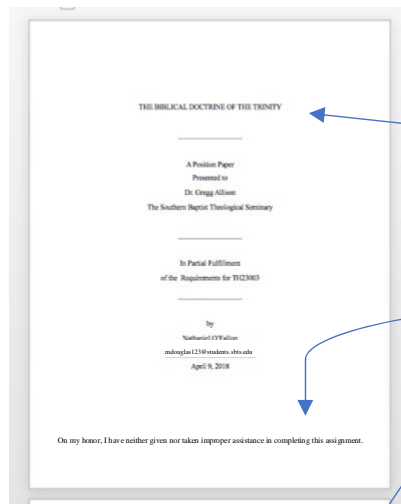 THE BIBLICAL DOCTRINE OF THE TRINITY
A Position Paper
Presented to
Dr. Gregg Allison
The Southern Baptist Theological Seminary
In Partial Fulfillment
of the Requirements for TH23003
by
Nathaniel O'Fallon
mdouglas123@students.sbts.edu
April 9, 2018
On my honor, I have neither given nor taken improper assistance in completing this assignment.